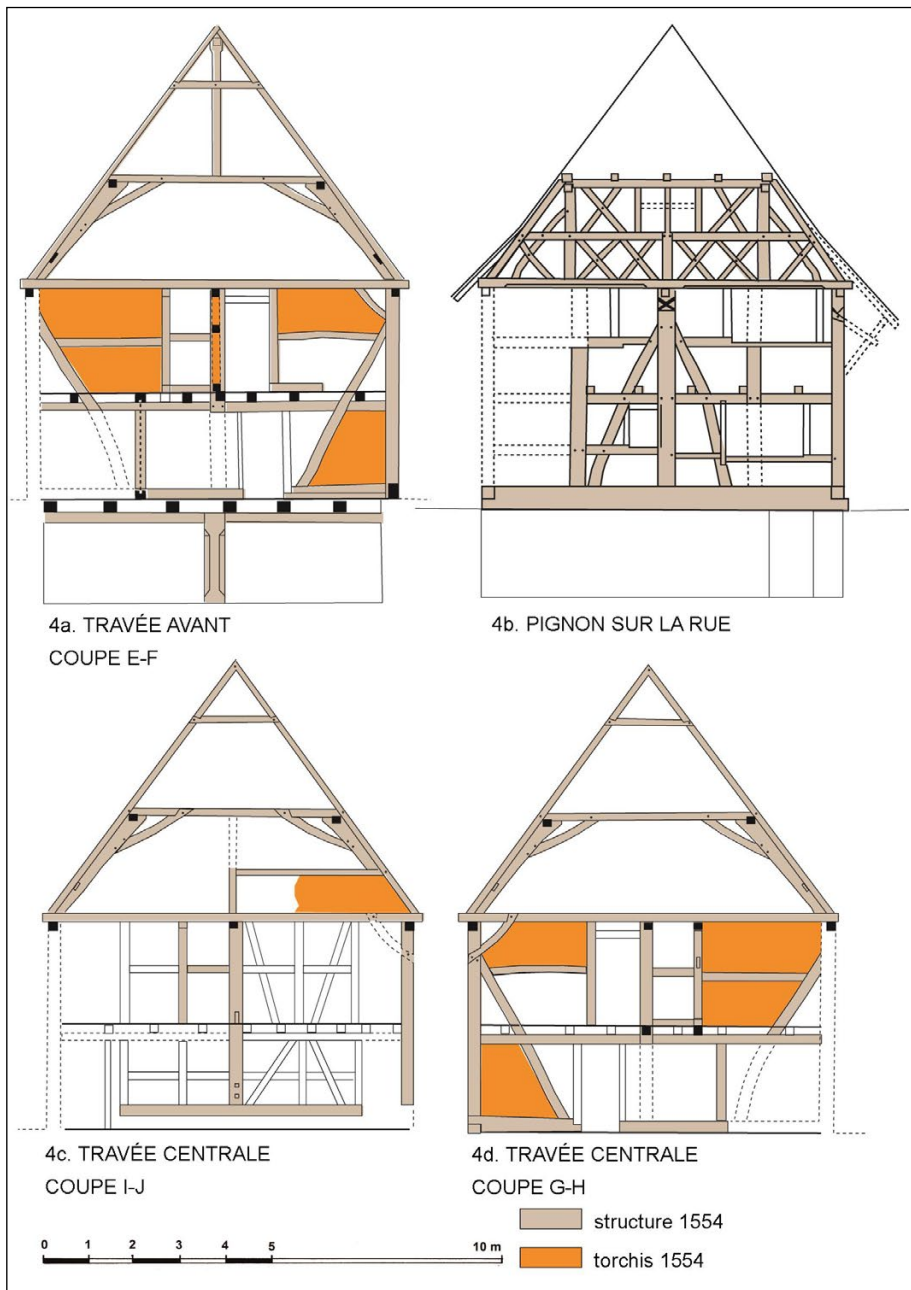 4a. TRAVÉE AVANT
COUPE E-F
4b. PIGNON SUR LA RUE
4c. TRAVÉE CENTRALE
COUPE I-J
4d. TRAVÉE CENTRALE
COUPE G-H
structure 1554
torchis 1554
0 1 2 3 4 5 10 m